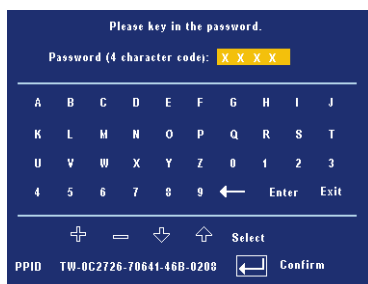 Please key in the password.
Password (4 character code): X X X X
A B C D E F G H I J
K L M N O P Q R S T
U V W X Y Z 0 1 2 3
4 5 6 7 8 9 ← Enter Exit
Select
PPID TW-0C2726-70641-46B-0208 Confirm